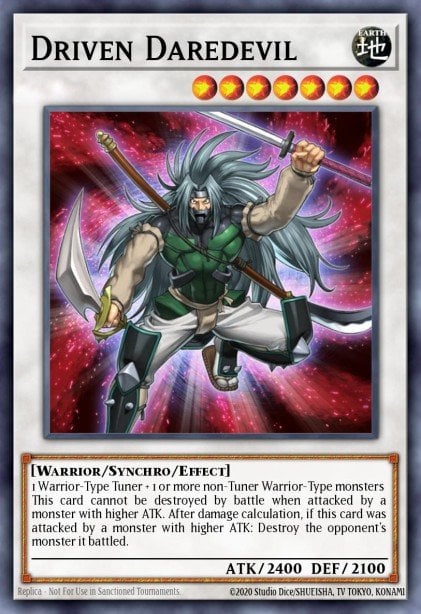 DRIVEN DAREDEVIL
EARTH
地
[WARRIOR/SYNCHRO/EFFECT]
1 Warrior-Type Tuner + 1 or more non-Tuner Warrior-Type monsters
This card cannot be destroyed by battle when attacked by a
monster with higher ATK. After damage calculation, if this card was
attacked by a monster with higher ATK: Destroy the opponent's
monster it battled.
ATK/2400 DEF/2100
Replica - Not For Use in Sanctioned Tournaments. ©2020 Studio Dice/SHUEISHA, TV TOKYO, KONAMI